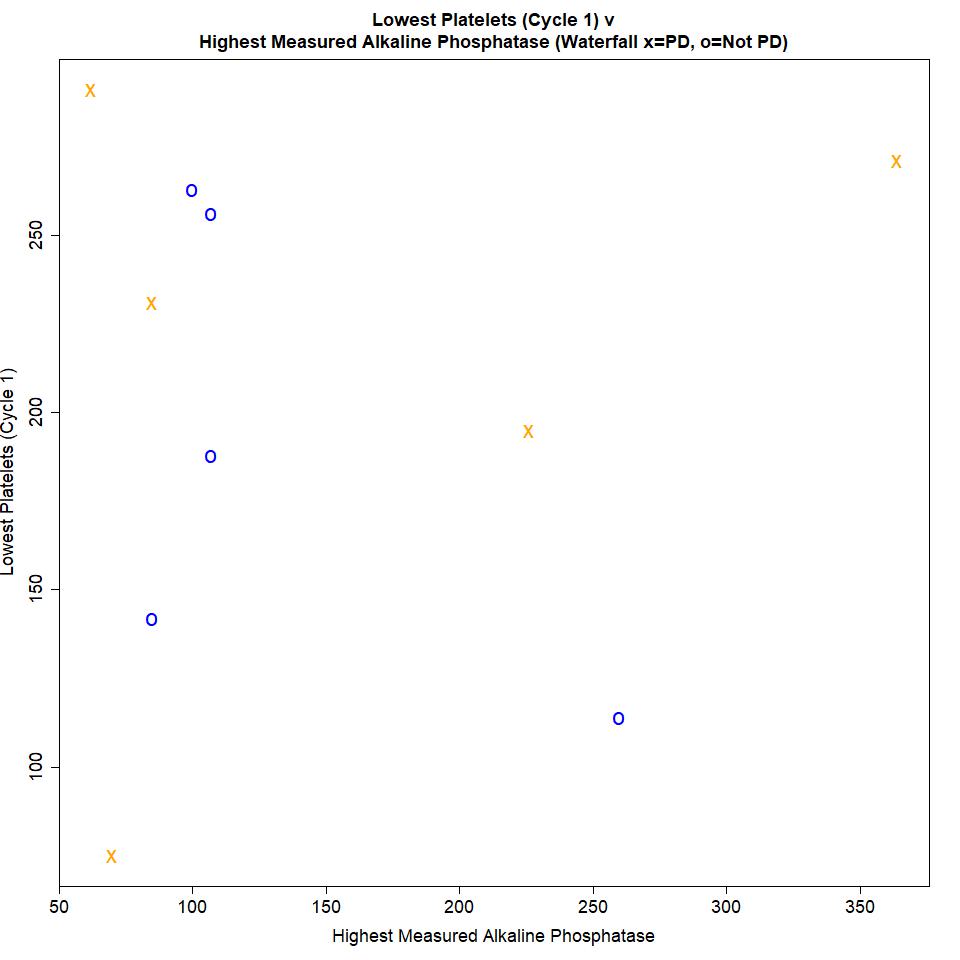 Lowest Platelets (Cycle 1) v
Highest Measured Alkaline Phosphatase (Waterfall x=PD, o=Not PD)
Lowest Platelets (Cycle 1)
250
200
150
100
X
X
O
O
X
X
O
O
O
X
50 100 150 200 250 300 350
Highest Measured Alkaline Phosphatase